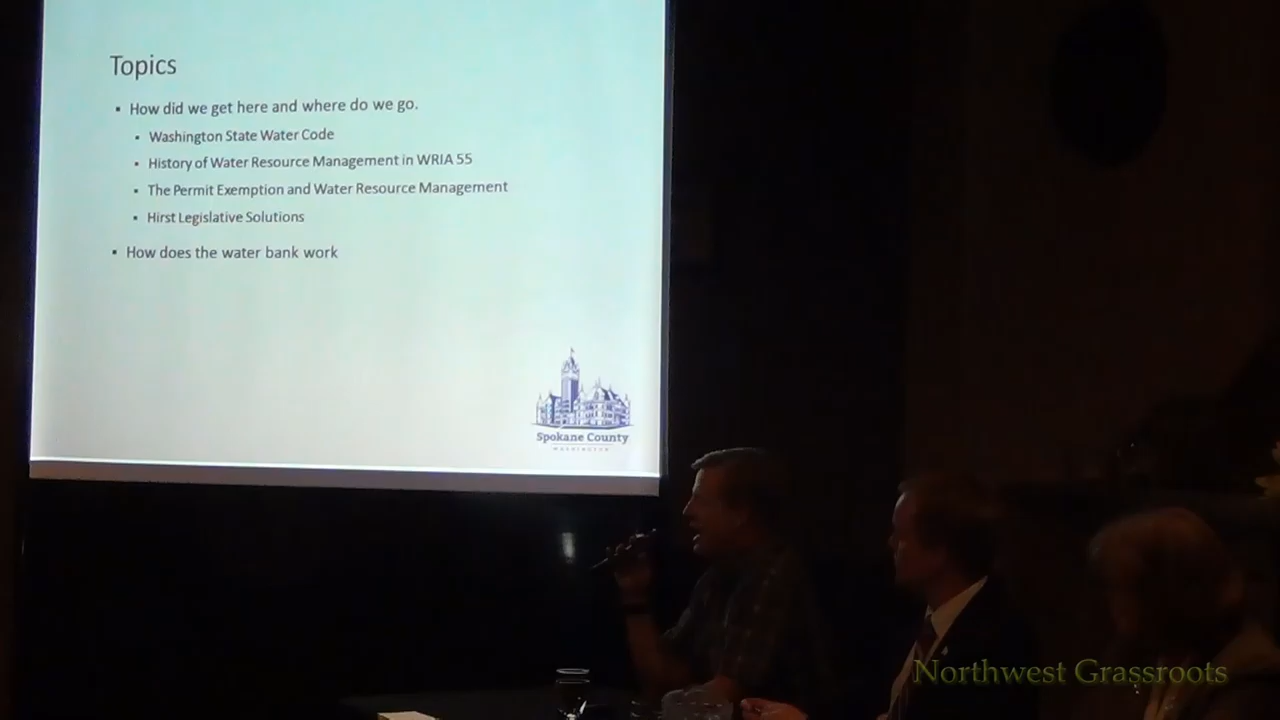 Topics
▪ How did we get here and where do we go.
▪ Washington State Water Code
▪ History of Water Resource Management in WRIA 55
▪ The Permit Exemption and Water Resource Management
▪ Hirst Legislative Solutions
▪ How does the water bank work
Spokane County
WASHINGTON
Northwest Grassroots